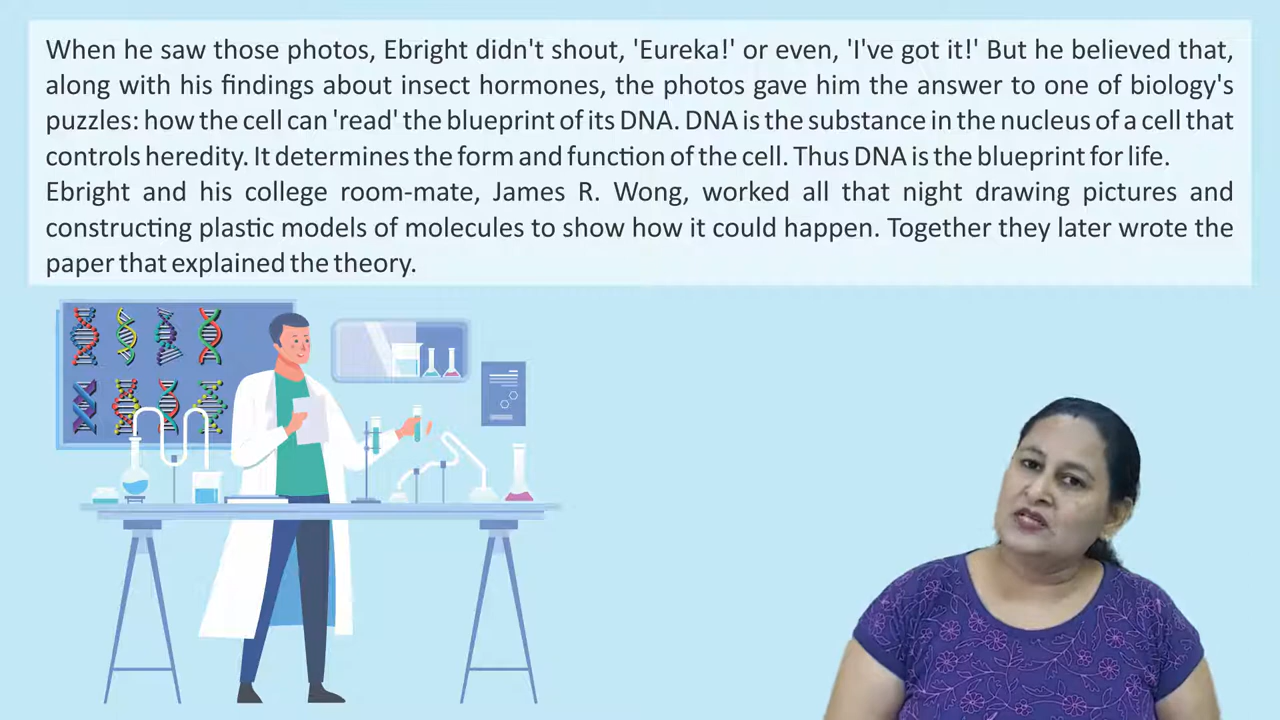 When he saw those photos, Ebright didn't shout, 'Eureka!' or even, 'I've got it!' But he believed that,
along with his findings about insect hormones, the photos gave him the answer to one of biology's
puzzles: how the cell can 'read' the blueprint of its DNA. DNA is the substance in the nucleus of a cell that
controls heredity. It determines the form and function of the cell. Thus DNA is the blueprint for life.
Ebright and his college room-mate, James R. Wong, worked all that night drawing pictures and
constructing plastic models of molecules to show how it could happen. Together they later wrote the
paper that explained the theory.